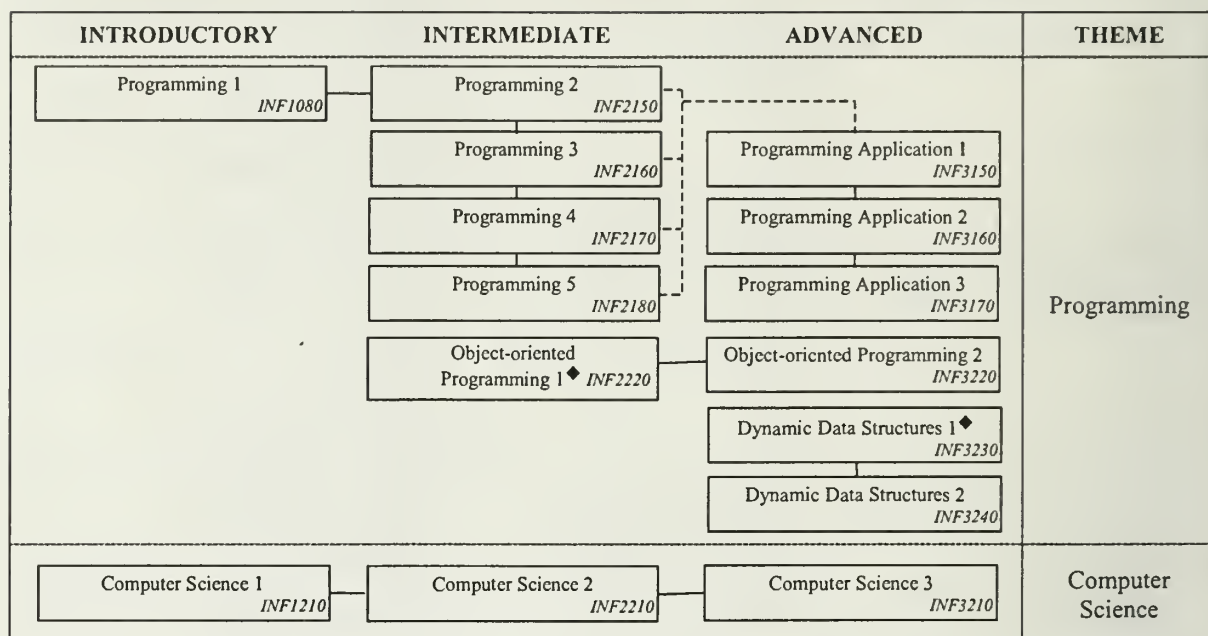 INTRODUCTORY INTERMEDIATE ADVANCED THEME
Programming 1
INF1080
Programming 2
INF2150
Programming 3
INF2160
Programming 4
INF2170
Programming 5
INF2180
Object-oriented
Programming 1◆ INF2220
Programming Application 1
INF3150
Programming Application 2
INF3160
Programming Application 3
INF3170
Object-oriented Programming 2
INF3220
Dynamic Data Structures 1◆
INF3230
Dynamic Data Structures 2
INF3240
Programming
Computer Science 1
INF1210
Computer Science 2
INF2210
Computer Science 3
INF3210
Computer
Science